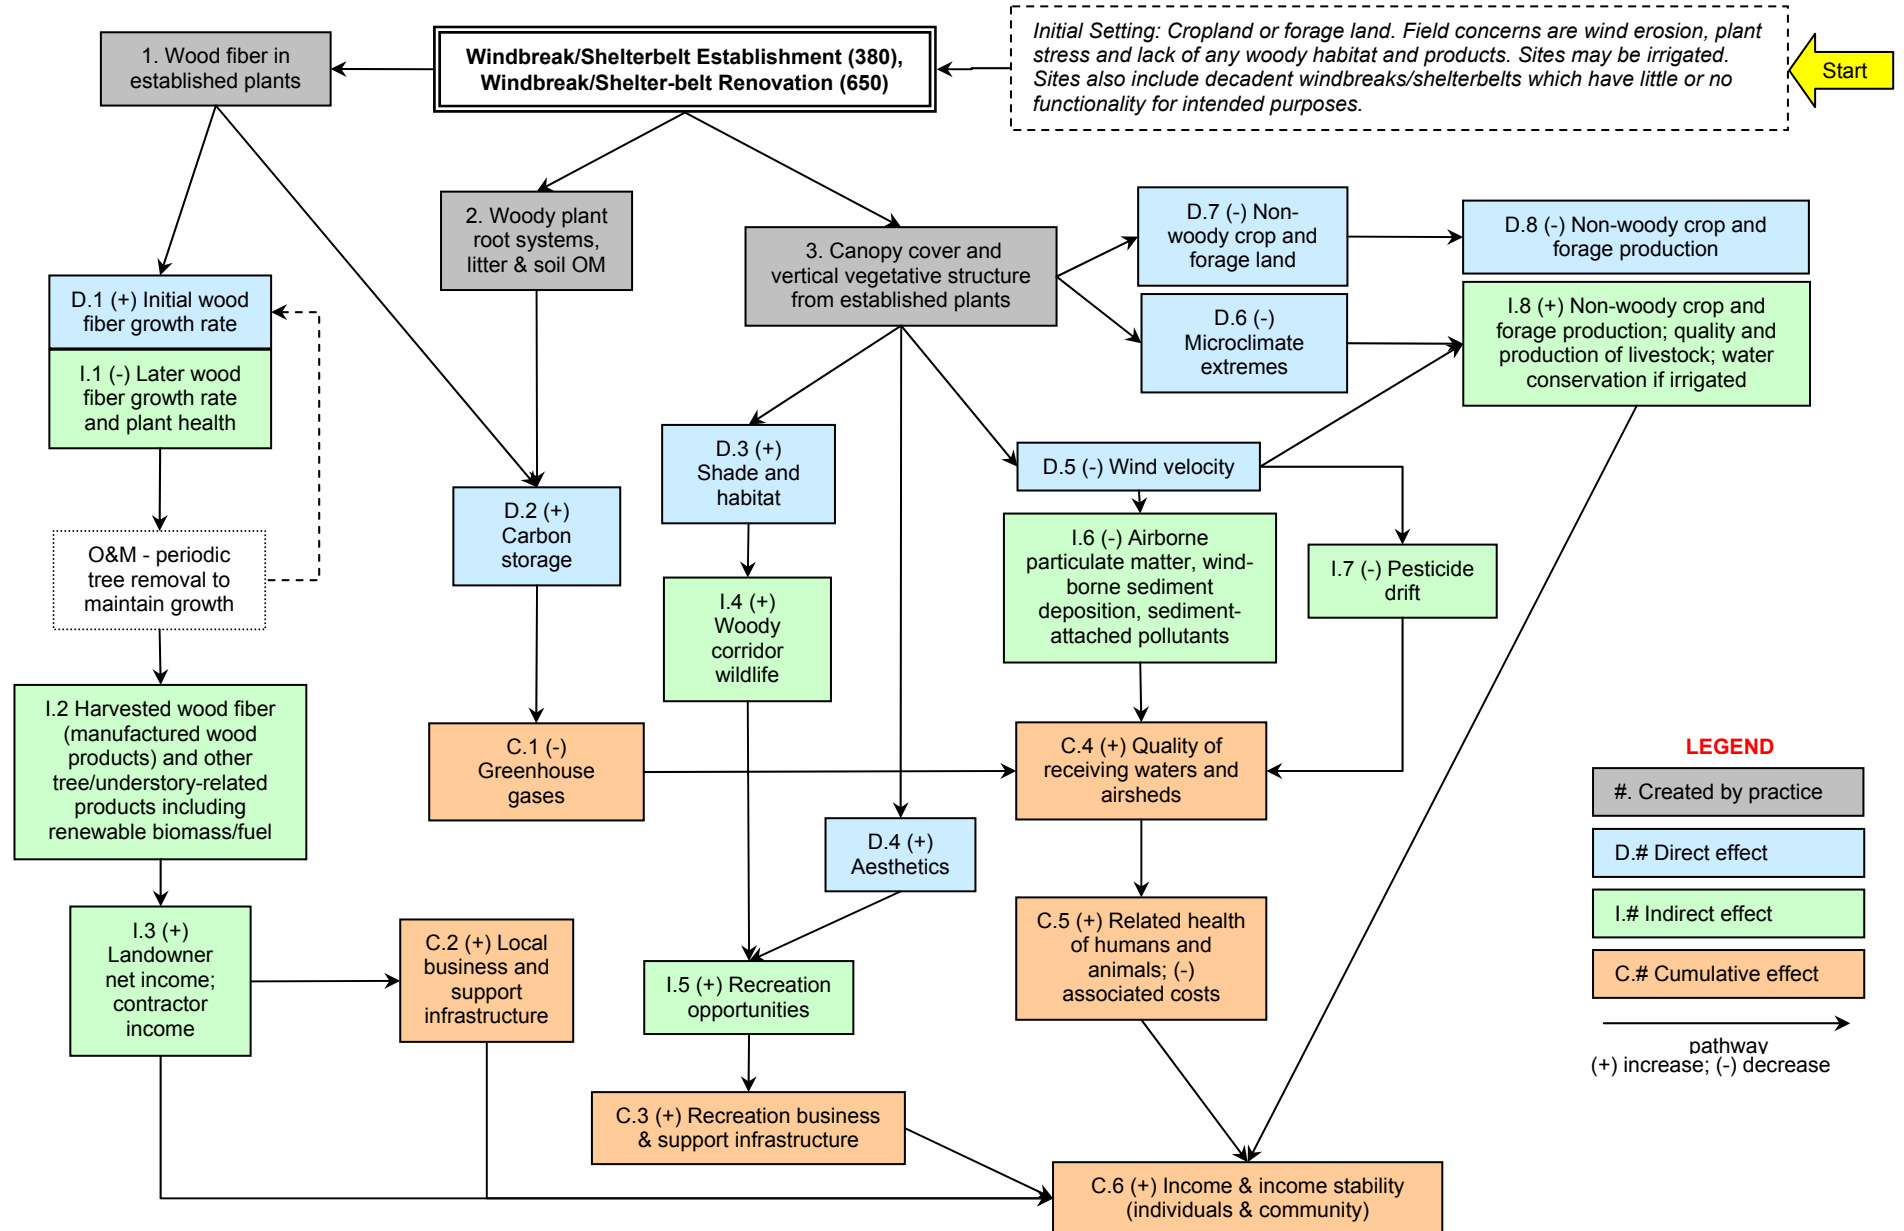 Initial Setting: Cropland or forage land. Field concerns are wind erosion, plant
stress and lack of any woody habitat and products. Sites may be irrigated.
Sites also include decadent windbreaks/shelterbelts which have little or no
functionality for intended purposes.
Start
Windbreak/Shelterbelt Establishment (380),
Windbreak/Shelter-belt Renovation (650)
1. Wood fiber in
established plants
2. Woody plant
root systems,
litter & soil OM
3. Canopy cover and
vertical vegetative structure
from established plants
D.7 (-) Non-
woody crop and
forage land
D.8 (-) Non-woody crop and
forage production
D.6 (-)
Microclimate
extremes
I.8 (+) Non-woody crop and
forage production; quality and
production of livestock; water
conservation if irrigated
D.1 (+) Initial wood
fiber growth rate
I.1 (-) Later wood
fiber growth rate
and plant health
O&M - periodic
tree removal to
maintain growth
D.2 (+)
Carbon
storage
D.3 (+)
Shade and
habitat
D.5 (-) Wind velocity
I.4 (+)
Woody
corridor
wildlife
I.6 (-) Airborne
particulate matter, wind-
borne sediment
deposition, sediment-
attached pollutants
I.7 (-) Pesticide
drift
I.2 Harvested wood fiber
(manufactured wood
products) and other
tree/understory-related
products including
renewable biomass/fuel
C.1 (-)
Greenhouse
gases
C.4 (+) Quality of
receiving waters and
airsheds
D.4 (+)
Aesthetics
I.3 (+)
Landowner
net income;
contractor
income
C.2 (+) Local
business and
support
infrastructure
I.5 (+) Recreation
opportunities
C.5 (+) Related health
of humans and
animals; (-)
associated costs
C.3 (+) Recreation business
& support infrastructure
C.6 (+) Income & income stability
(individuals & community)
LEGEND
#. Created by practice
D.# Direct effect
I.# Indirect effect
C.# Cumulative effect
pathway
(+) increase; (-) decrease